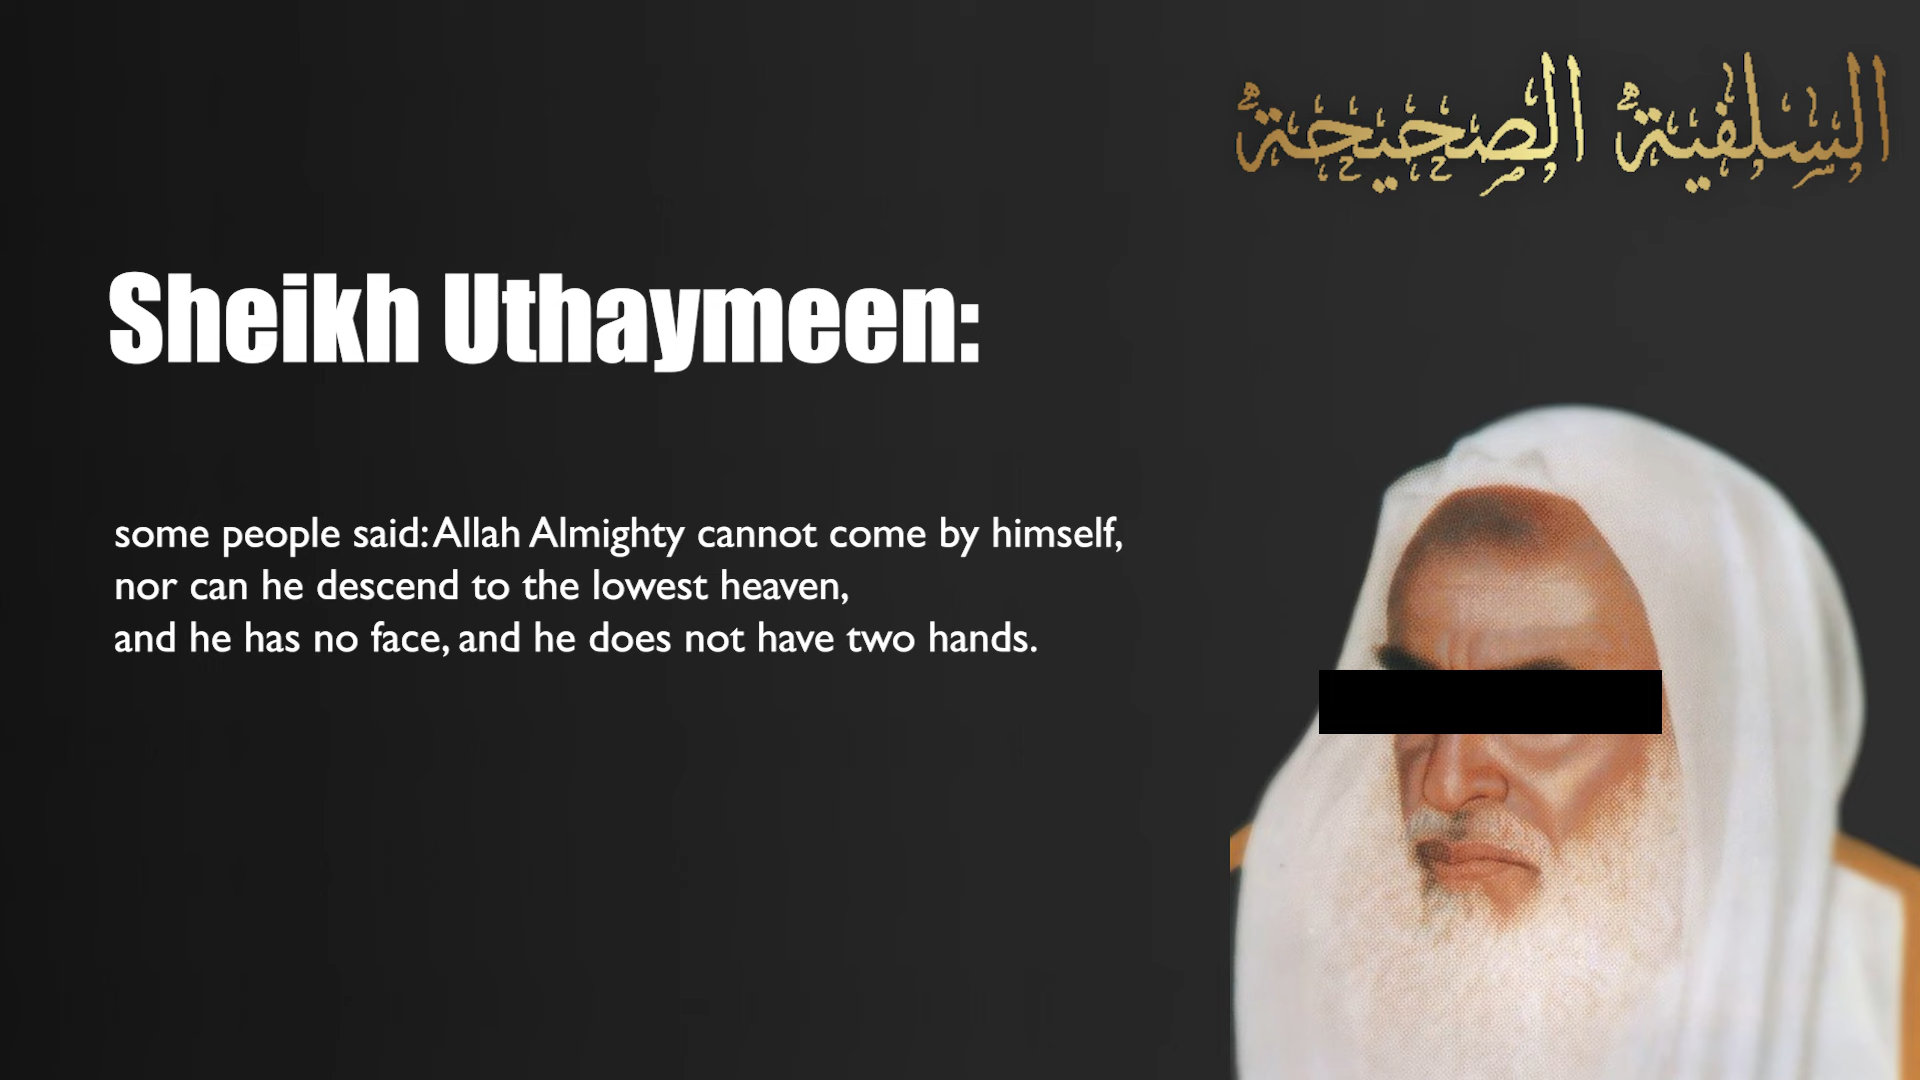 السلفية الصحيحة
Sheikh Uthaymeen:
some people said: Allah Almighty cannot come by himself,
nor can he descend to the lowest heaven,
and he has no face, and he does not have two hands.